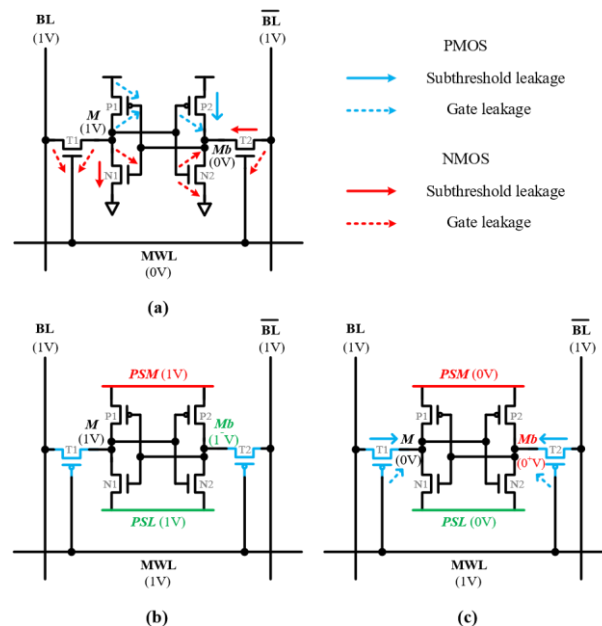 BL
(1V)
BL
(1V)
P1
P2
M
(1V)
T1
T2
Mb
(0V)
N1
N2
MWL
(0V)
(a)
PMOS
Subthreshold leakage
Gate leakage
NMOS
Subthreshold leakage
Gate leakage
BL
(1V)
BL
(1V)
PSM (1V)
P1
P2
M
(1V)
Mb
(1⁻V)
T1
T2
N1
N2
PSL (1V)
MWL
(1V)
(b)
BL
(1V)
BL
(1V)
PSM (0V)
P1
P2
M
(0V)
Mb
(0⁺V)
T1
T2
N1
N2
PSL (0V)
MWL
(1V)
(c)